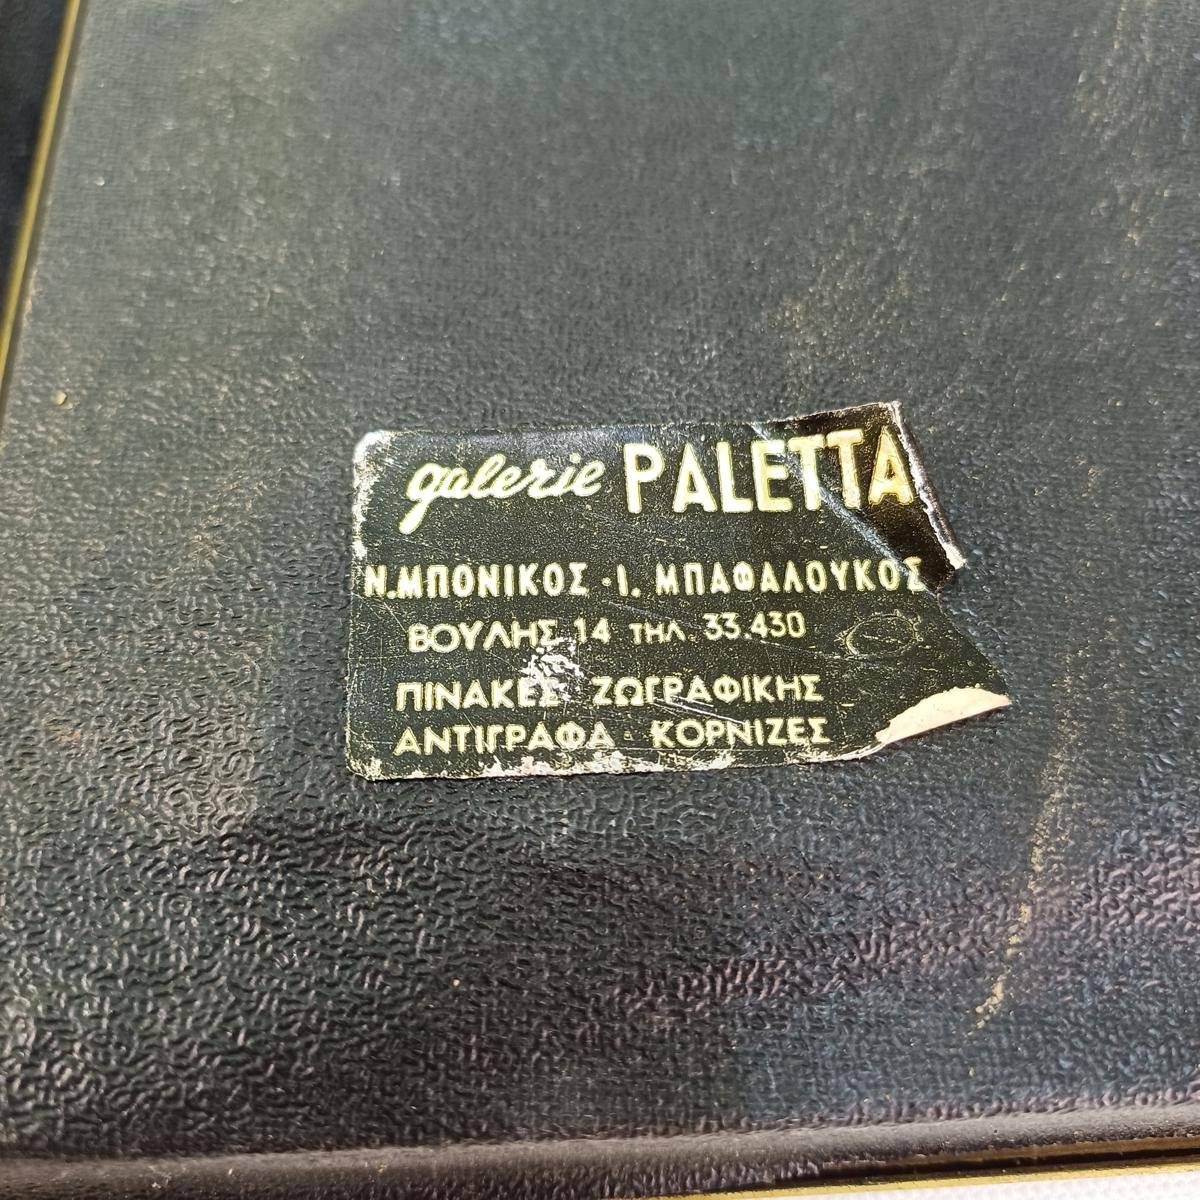 galerie PALETTA
Ν.ΜΠΟΝΙΚΟΣ · Ι. ΜΠΑΦΑΛΟΥΚΟΣ
ΒΟΥΛΗΣ 14 ΤΗΛ. 33.430
ΠΙΝΑΚΕΣ ΖΩΓΡΑΦΙΚΗΣ
ΑΝΤΙΓΡΑΦΑ · ΚΟΡΝΙΖΕΣ